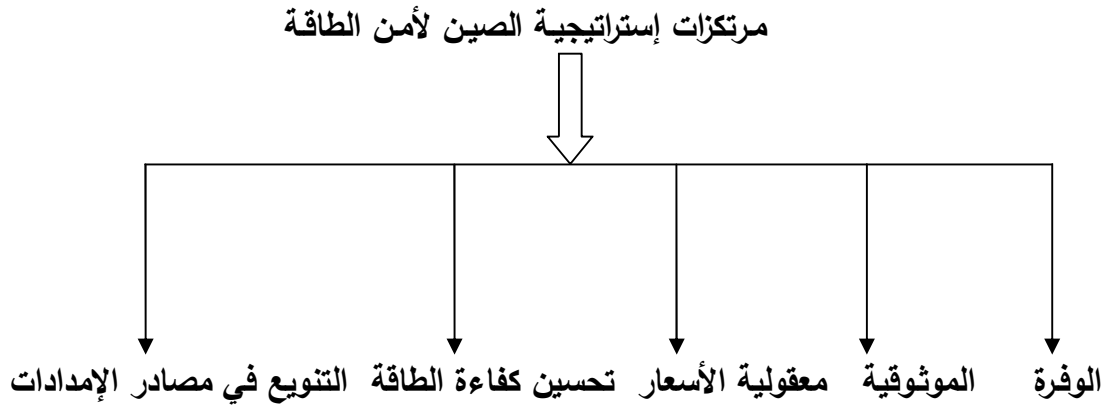 مرتكزات إستراتيجية الصين لأمن الطاقة
الوفرة الموثوقية معقولية الأسعار تحسين كفاءة الطاقة التنويع في مصادر الإمدادات